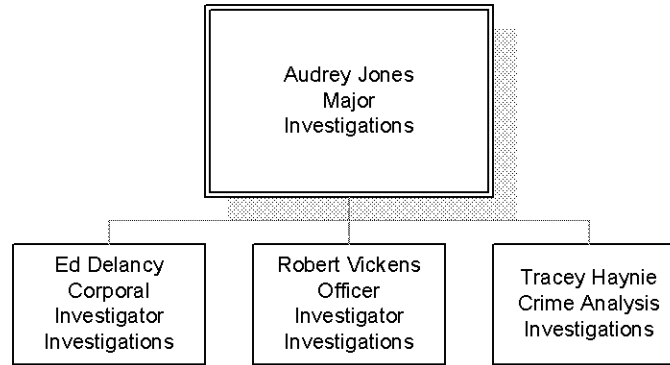 Audrey Jones
Major
Investigations
Ed Delancy
Corporal
Investigator
Investigations
Robert Vickens
Officer
Investigator
Investigations
Tracey Haynie
Crime Analysis
Investigations